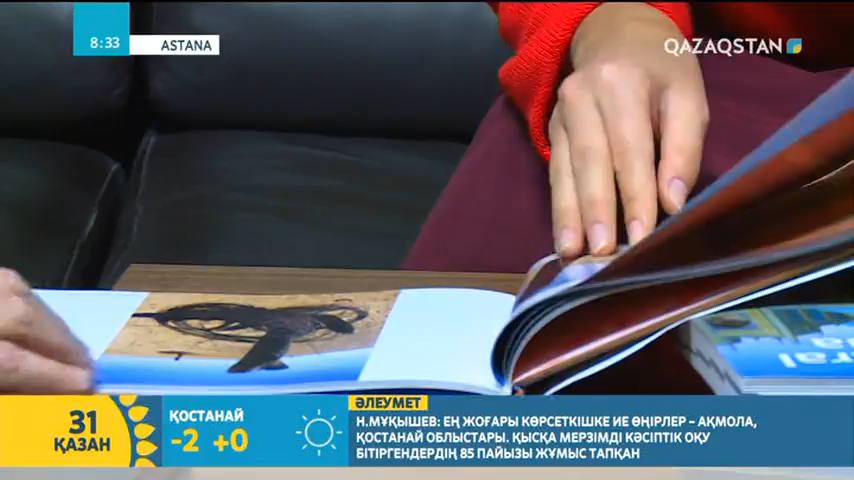 8:33
ASTANA
QAZAQSTAN
ral
a
31
ҚАЗАН
ҚОСТАНАЙ
-2 +0
ӘЛЕУМЕТ
Н.МҰҚЫШЕВ: ЕҢ ЖОҒАРЫ КӨРСЕТКІШКЕ ИЕ ӨҢІРЛЕР – АҚМОЛА,
ҚОСТАНАЙ ОБЛЫСТАРЫ. ҚЫСҚА МЕРЗІМДІ КӘСІПТІК ОҚУ
БІТІРГЕНДЕРДІҢ 85 ПАЙЫЗЫ ЖҰМЫС ТАПҚАН